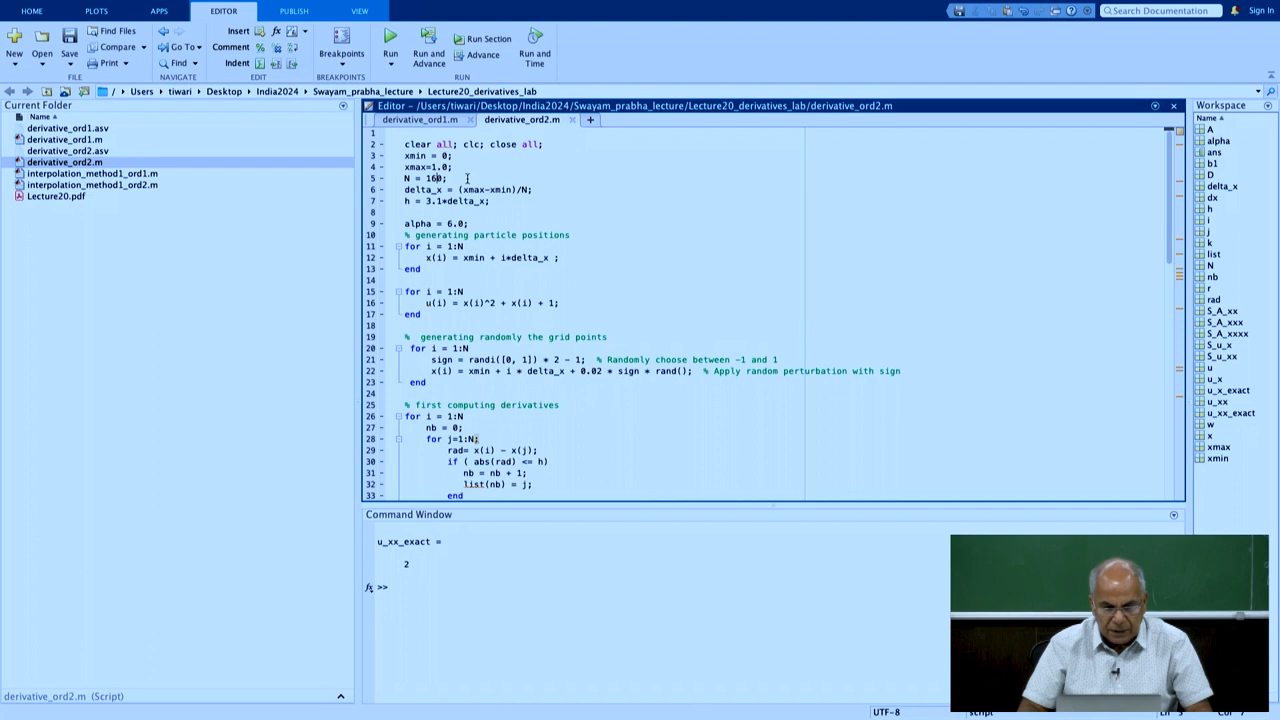 HOME PLOTS APPS EDITOR PUBLISH VIEW
Search Documentation Sign In
New Open Save Find Files Compare Print Go To Find Insert fx Comment % Indent Breakpoints Run Run and Advance Run Section Advance Run and Time
FILE NAVIGATE EDIT BREAKPOINTS RUN
/ Users tiwari Desktop India2024 Swayam_prabha_lecture Lecture20_derivatives_lab
Current Folder
Name
derivative_ord1.asv
derivative_ord1.m
derivative_ord2.asv
derivative_ord2.m
interpolation_method1_ord1.m
interpolation_method1_ord2.m
Lecture20.pdf
derivative_ord2.m (Script)
Editor - /Users/tiwari/Desktop/India2024/Swayam_prabha_lecture/Lecture20_derivatives_lab/derivative_ord2.m
derivative_ord1.m derivative_ord2.m
1
2 clear all; clc; close all;
3 xmin = 0;
4 xmax=1.0;
5 N = 160;
6 delta_x = (xmax-xmin)/N;
7 h = 3.1*delta_x;
8
9 alpha = 6.0;
10 % generating particle positions
11 for i = 1:N
12 x(i) = xmin + i*delta_x ;
13 end
14
15 for i = 1:N
16 u(i) = x(i)^2 + x(i) + 1;
17 end
18
19 % generating randomly the grid points
20 for i = 1:N
21 sign = randi([0, 1]) * 2 - 1; % Randomly choose between -1 and 1
22 x(i) = xmin + i * delta_x + 0.02 * sign * rand(); % Apply random perturbation with sign
23 end
24
25 % first computing derivatives
26 for i = 1:N
27 nb = 0;
28 for j=1:N;
29 rad= x(i) - x(j);
30 if ( abs(rad) <= h)
31 nb = nb + 1;
32 list(nb) = j;
33 end
Command Window
u_xx_exact =
2
fx >>
Workspace
Name
A
alpha
ans
b1
D
delta_x
dx
h
i
j
k
list
N
nb
r
rad
S_A_xx
S_A_xxx
S_A_xxxx
S_u_x
S_u_xx
u
u_x
u_x_exact
u_xx
u_xx_exact
w
x
xmax
xmin
UTF-8 script